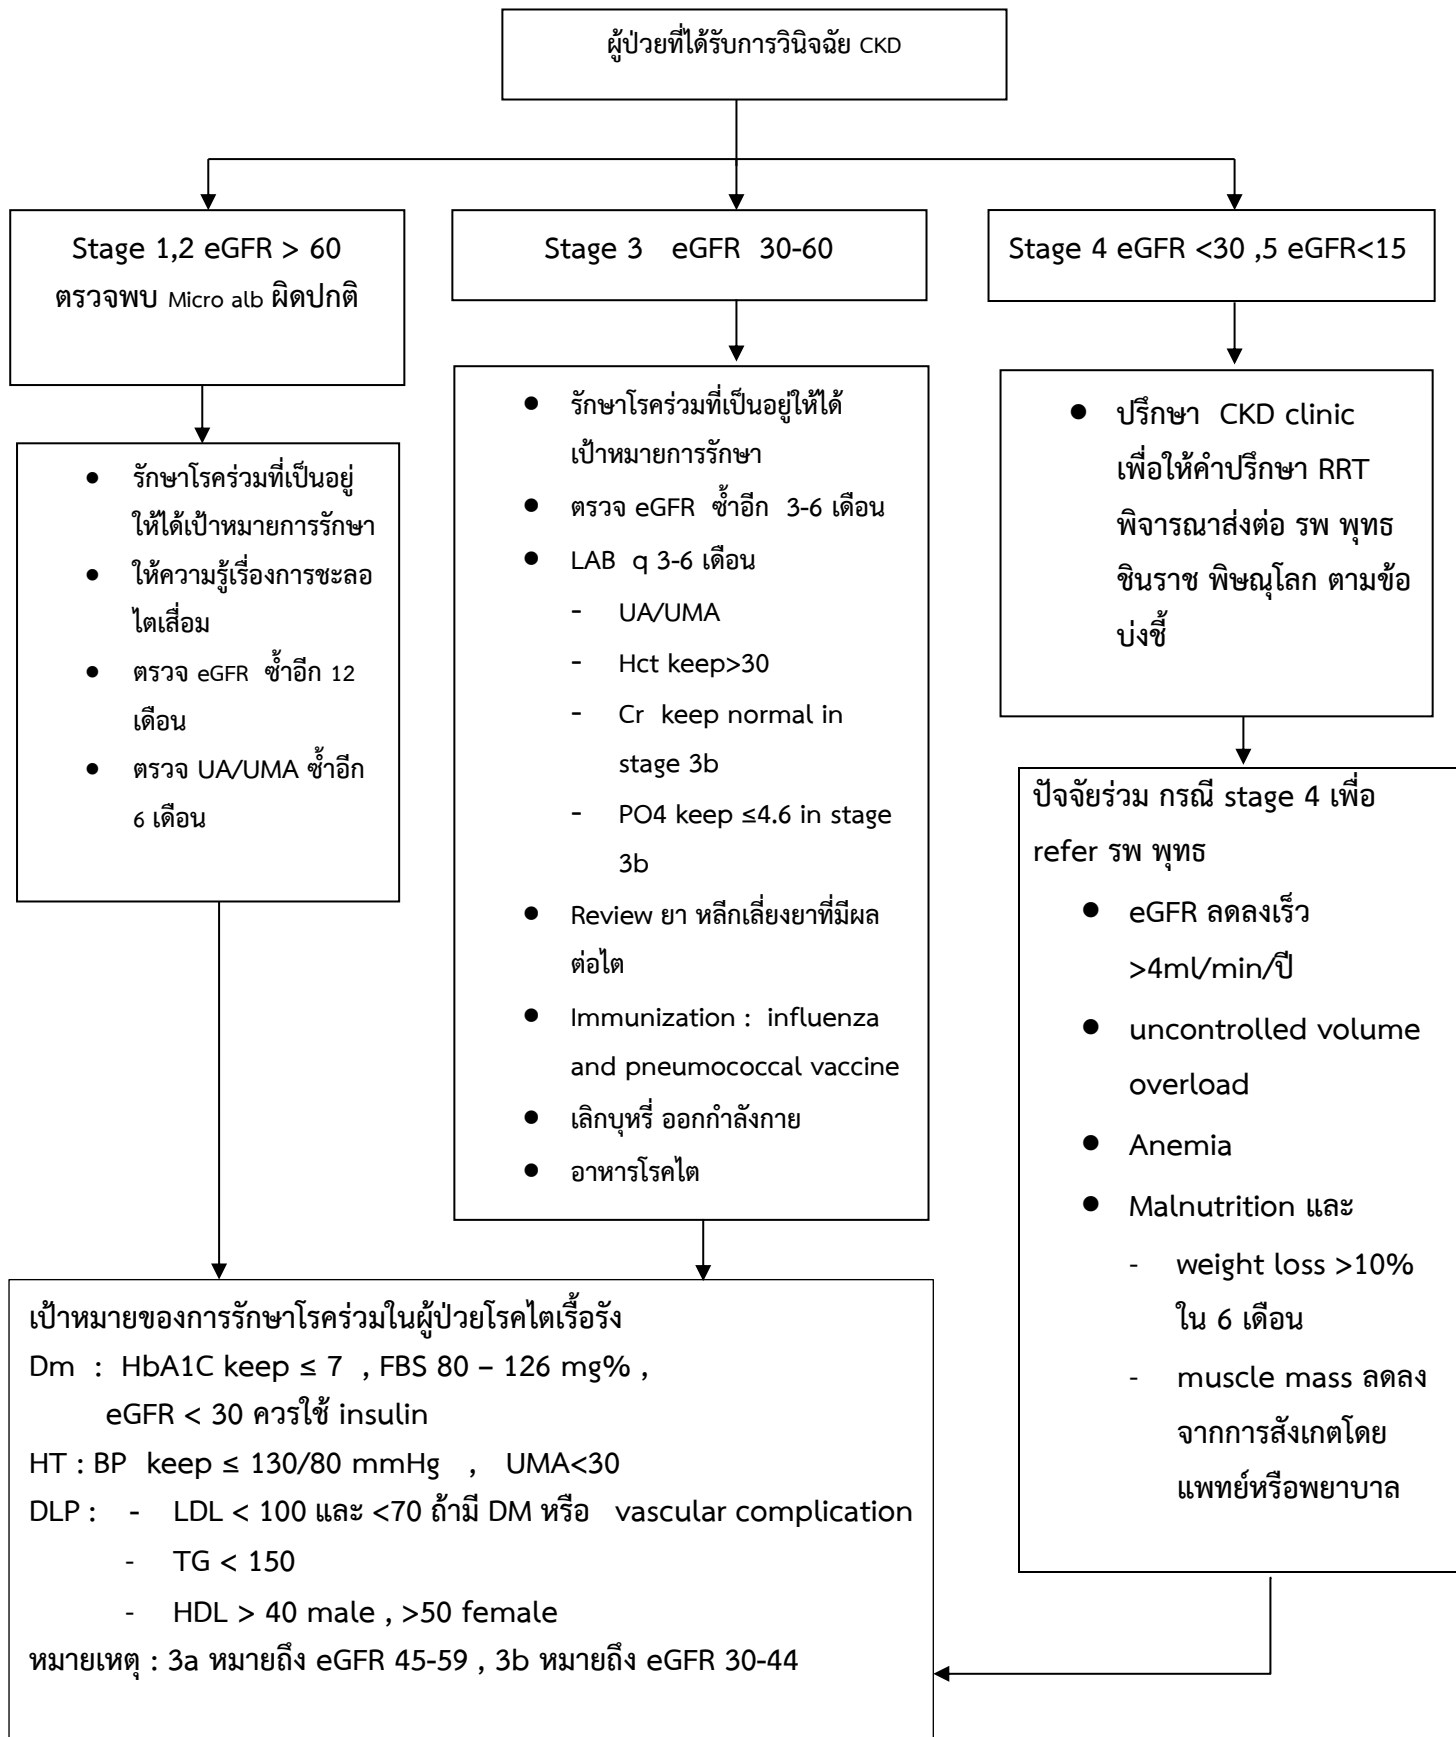 ผู้ป่วยที่ได้รับการวินิจฉัย CKD
Stage 1,2 eGFR > 60
ตรวจพบ Micro alb ผิดปกติ
Stage 3 eGFR 30-60
Stage 4 eGFR <30 ,5 eGFR<15
● รักษาโรคร่วมที่เป็นอยู่
ให้ได้เป้าหมายการรักษา
● ให้ความรู้เรื่องการชะลอ
ไตเสื่อม
● ตรวจ eGFR ซ้ำอีก 12
เดือน
● ตรวจ UA/UMA ซ้ำอีก
6 เดือน
● รักษาโรคร่วมที่เป็นอยู่ให้ได้
เป้าหมายการรักษา
● ตรวจ eGFR ซ้ำอีก 3-6 เดือน
● LAB q 3-6 เดือน
- UA/UMA
- Hct keep>30
- Cr keep normal in
stage 3b
- PO4 keep ≤4.6 in stage
3b
● Review ยา หลีกเลี่ยงยาที่มีผล
ต่อไต
● Immunization : influenza
and pneumococcal vaccine
● เลิกบุหรี่ ออกกำลังกาย
● อาหารโรคไต
● ปรึกษา CKD clinic
เพื่อให้คำปรึกษา RRT
พิจารณาส่งต่อ รพ พุทธ
ชินราช พิษณุโลก ตามข้อ
บ่งชี้
ปัจจัยร่วม กรณี stage 4 เพื่อ
refer รพ พุทธ
● eGFR ลดลงเร็ว
>4ml/min/ปี
● uncontrolled volume
overload
● Anemia
● Malnutrition และ
- weight loss >10%
ใน 6 เดือน
- muscle mass ลดลง
จากการสังเกตโดย
แพทย์หรือพยาบาล
เป้าหมายของการรักษาโรคร่วมในผู้ป่วยโรคไตเรื้อรัง
Dm : HbA1C keep ≤ 7 , FBS 80 – 126 mg% ,
eGFR < 30 ควรใช้ insulin
HT : BP keep ≤ 130/80 mmHg , UMA<30
DLP : - LDL < 100 และ <70 ถ้ามี DM หรือ vascular complication
- TG < 150
- HDL > 40 male , >50 female
หมายเหตุ : 3a หมายถึง eGFR 45-59 , 3b หมายถึง eGFR 30-44